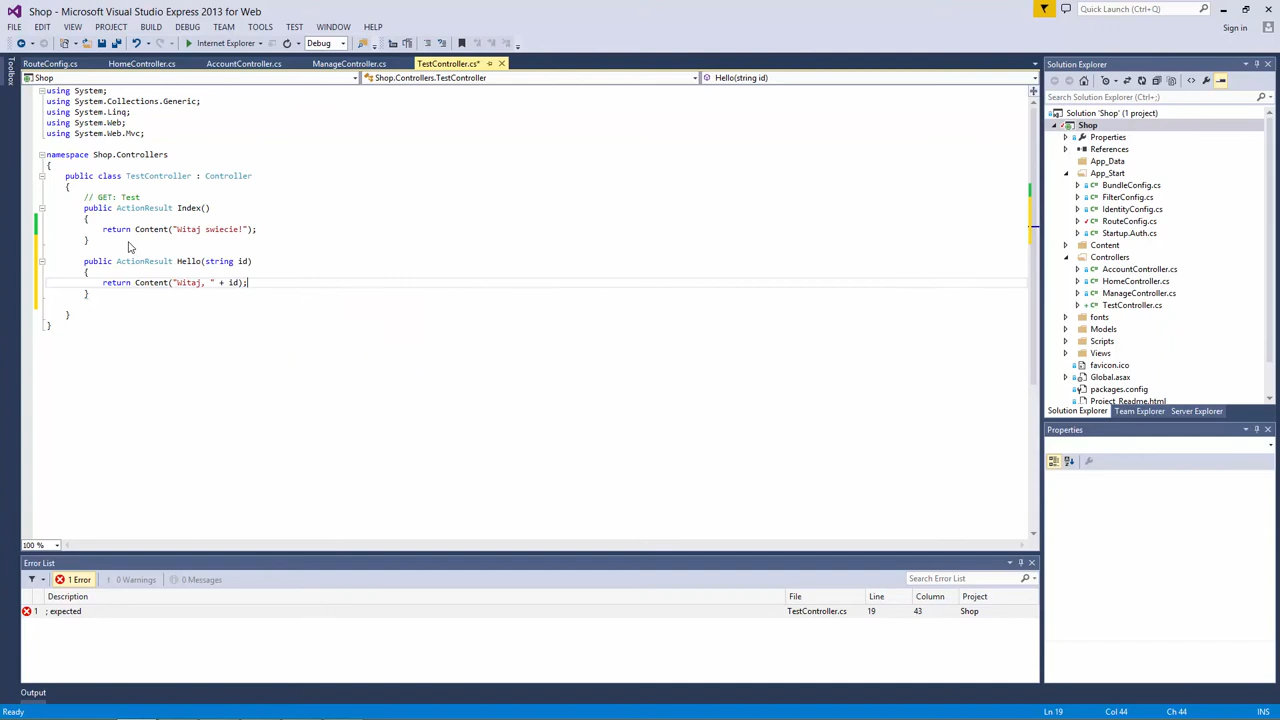 Shop - Microsoft Visual Studio Express 2013 for Web
Quick Launch (Ctrl+Q)
FILE EDIT VIEW PROJECT BUILD DEBUG TEAM TOOLS TEST WINDOW HELP
Sign in
Internet Explorer Debug
Toolbox
RouteConfig.cs HomeController.cs AccountController.cs ManageController.cs TestController.cs*
Shop Shop.Controllers.TestController Hello(string id)
using System;
using System.Collections.Generic;
using System.Linq;
using System.Web;
using System.Web.Mvc;
namespace Shop.Controllers
{
public class TestController : Controller
{
// GET: Test
public ActionResult Index()
{
return Content("Witaj swiecie!");
}
public ActionResult Hello(string id)
{
return Content("Witaj, " + id);
}
}
}
100 %
Solution Explorer
Search Solution Explorer (Ctrl+;)
Solution 'Shop' (1 project)
Shop
Properties
References
App_Data
App_Start
BundleConfig.cs
FilterConfig.cs
IdentityConfig.cs
RouteConfig.cs
Startup.Auth.cs
Content
Controllers
AccountController.cs
HomeController.cs
ManageController.cs
TestController.cs
fonts
Models
Scripts
Views
favicon.ico
Global.asax
packages.config
Project_Readme.html
Solution Explorer Team Explorer Server Explorer
Properties
Error List
1 Error 0 Warnings 0 Messages
Search Error List
Description File Line Column Project
1 ; expected TestController.cs 19 43 Shop
Output
Ready
Ln 19 Col 44 Ch 44 INS